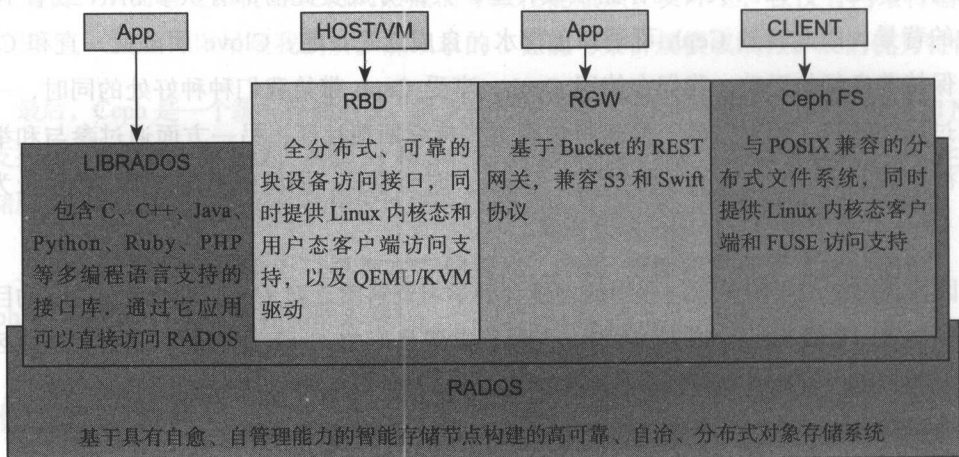 App
HOST/VM
App
CLIENT
LIBRADOS
包含 C、C++、Java、
Python、Ruby、PHP
等多编程语言支持的
接口库，通过它应用
可以直接访问 RADOS
RBD
全分布式、可靠的
块设备访问接口，同
时提供 Linux 内核态和
用户态客户端访问支
持，以及 QEMU/KVM
驱动
RGW
基于 Bucket 的 REST
网关，兼容 S3 和 Swift
协议
Ceph FS
与 POSIX 兼容的分
布式文件系统，同时
提供 Linux 内核态客户
端和 FUSE 访问支持
RADOS
基于具有自愈、自管理能力的智能存储节点构建的高可靠、自治、分布式对象存储系统